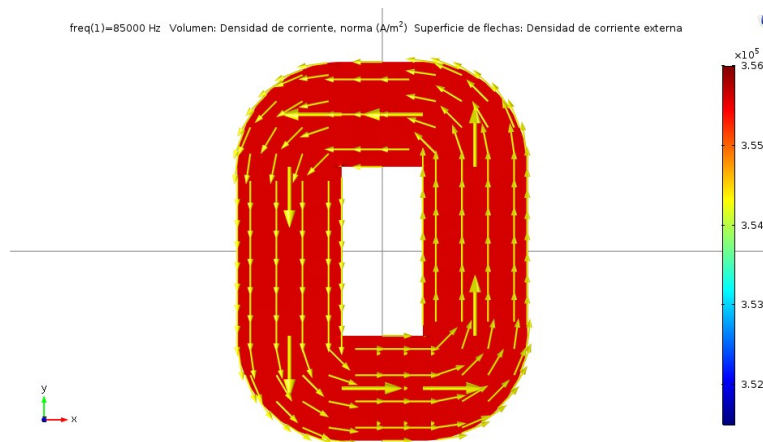 freq(1)=85000 Hz Volumen: Densidad de corriente, norma (A/m²) Superficie de flechas: Densidad de corriente externa
×10⁵
3.56
3.55
3.54
3.53
3.52
y
x